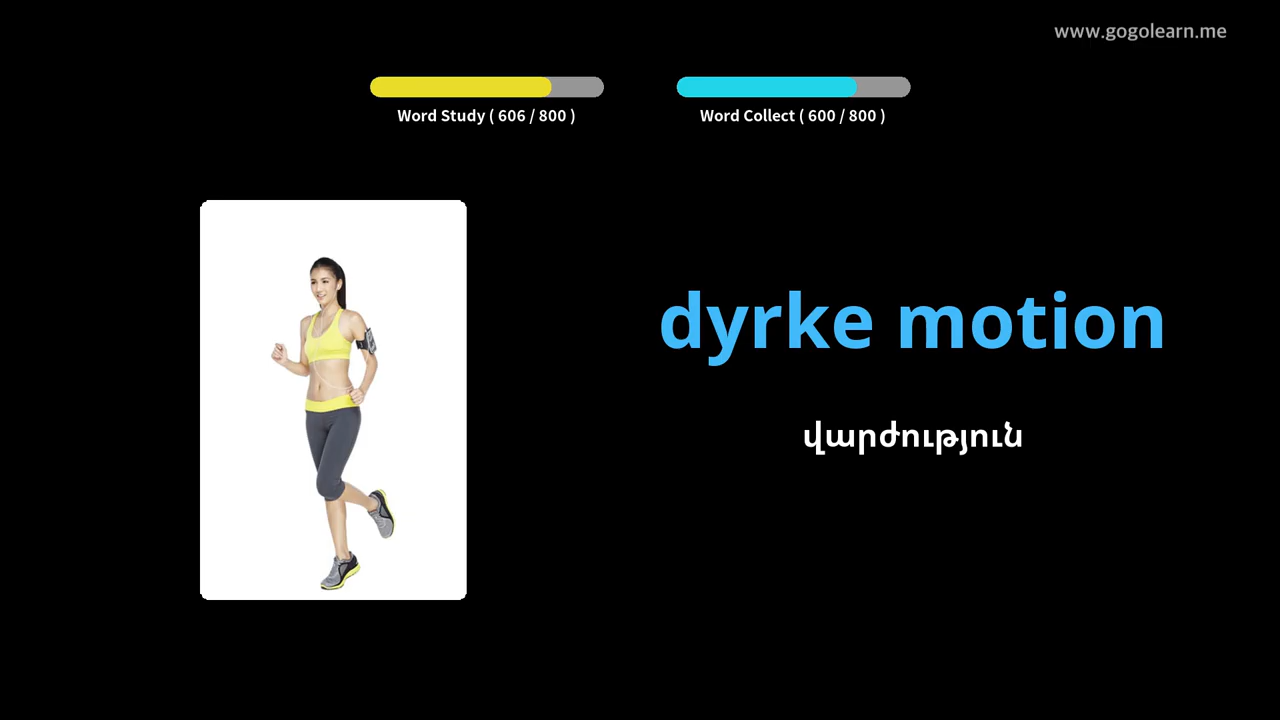 www.gogolearn.me
Word Study ( 606 / 800 )
Word Collect ( 600 / 800 )
dyrke motion
վարժություն